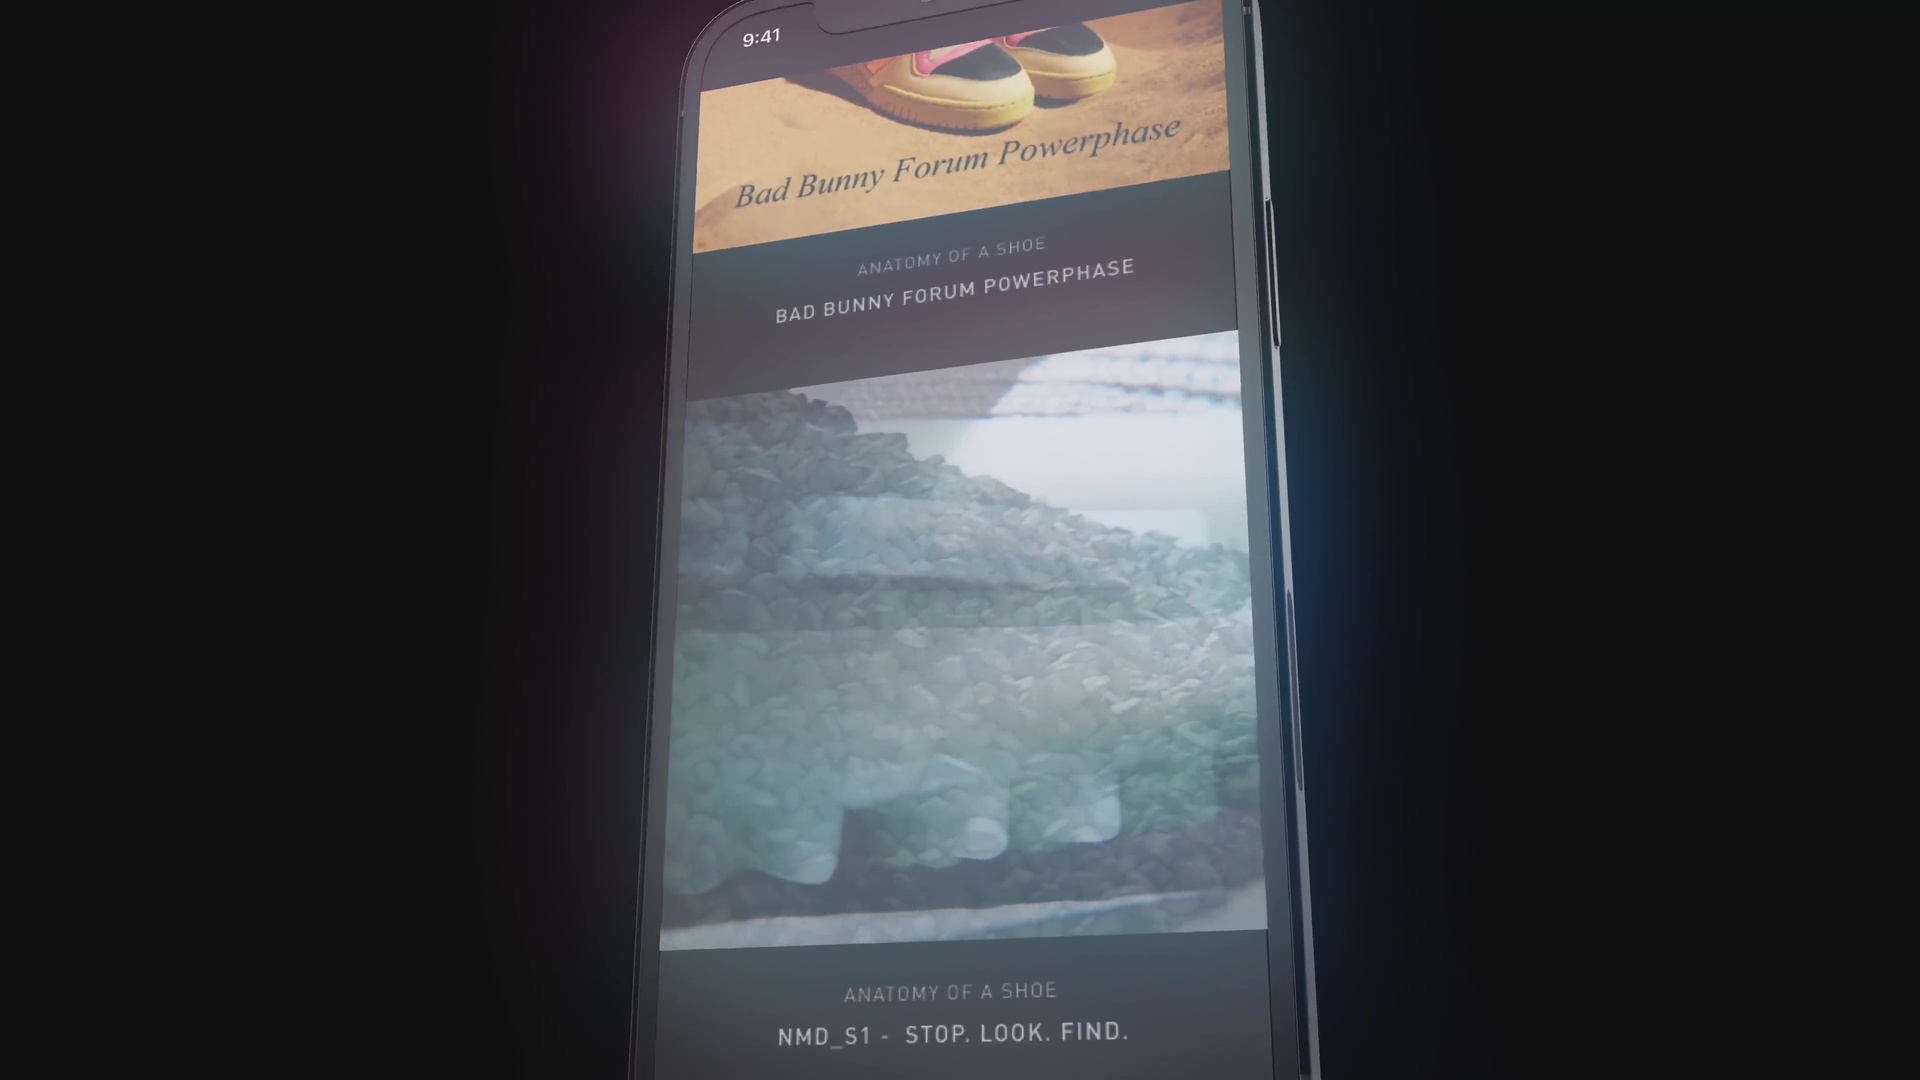 9:41
Bad Bunny Forum Powerphase
ANATOMY OF A SHOE
BAD BUNNY FORUM POWERPHASE
ANATOMY OF A SHOE
NMD_S1 - STOP. LOOK. FIND.